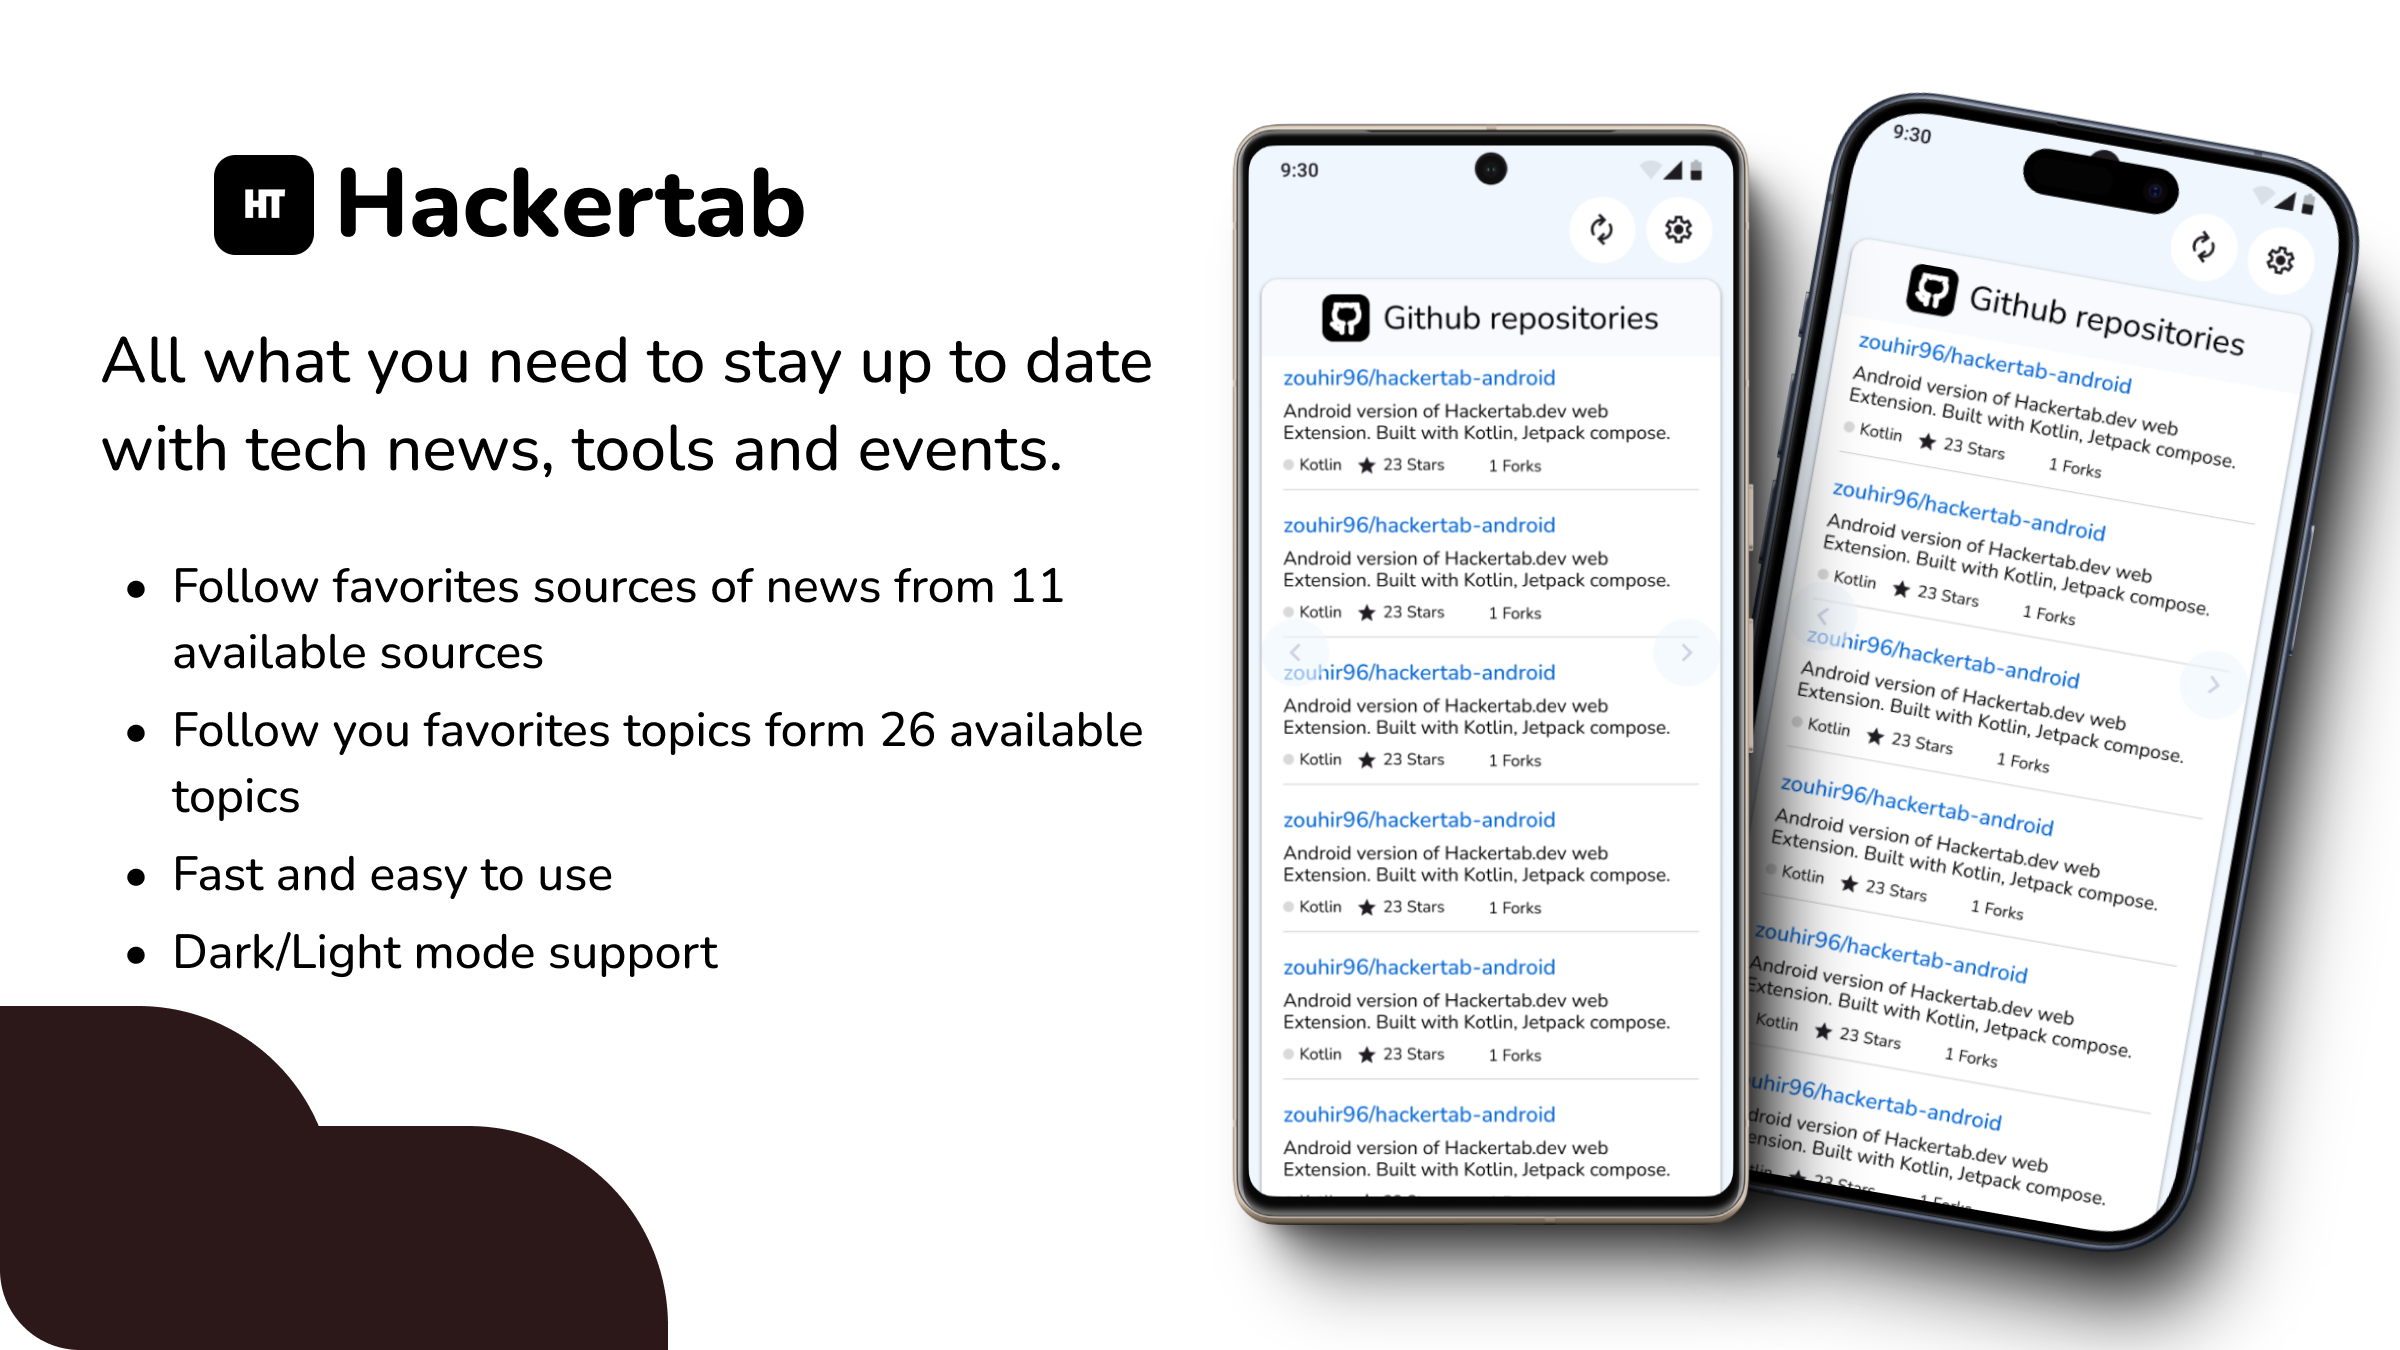 HT Hackertab
All what you need to stay up to date
with tech news, tools and events.
• Follow favorites sources of news from 11
available sources
• Follow you favorites topics form 26 available
topics
• Fast and easy to use
• Dark/Light mode support
9:30
Github repositories
zouhir96/hackertab-android
Android version of Hackertab.dev web
Extension. Built with Kotlin, Jetpack compose.
Kotlin ★ 23 Stars 1 Forks
zouhir96/hackertab-android
Android version of Hackertab.dev web
Extension. Built with Kotlin, Jetpack compose.
Kotlin ★ 23 Stars 1 Forks
zouhir96/hackertab-android
Android version of Hackertab.dev web
Extension. Built with Kotlin, Jetpack compose.
Kotlin ★ 23 Stars 1 Forks
zouhir96/hackertab-android
Android version of Hackertab.dev web
Extension. Built with Kotlin, Jetpack compose.
Kotlin ★ 23 Stars 1 Forks
zouhir96/hackertab-android
Android version of Hackertab.dev web
Extension. Built with Kotlin, Jetpack compose.
Kotlin ★ 23 Stars 1 Forks
zouhir96/hackertab-android
Android version of Hackertab.dev web
Extension. Built with Kotlin, Jetpack compose.
9:30
Github repositories
zouhir96/hackertab-android
Android version of Hackertab.dev web
Extension. Built with Kotlin, Jetpack compose.
Kotlin ★ 23 Stars 1 Forks
zouhir96/hackertab-android
Android version of Hackertab.dev web
Extension. Built with Kotlin, Jetpack compose.
Kotlin ★ 23 Stars 1 Forks
zouhir96/hackertab-android
Android version of Hackertab.dev web
Extension. Built with Kotlin, Jetpack compose.
Kotlin ★ 23 Stars 1 Forks
zouhir96/hackertab-android
Android version of Hackertab.dev web
Extension. Built with Kotlin, Jetpack compose.
Kotlin ★ 23 Stars 1 Forks
zouhir96/hackertab-android
Android version of Hackertab.dev web
Extension. Built with Kotlin, Jetpack compose.
Kotlin ★ 23 Stars 1 Forks
uhir96/hackertab-android
droid version of Hackertab.dev web
ension. Built with Kotlin, Jetpack compose.
tlin ★ 23 Stars 1 Forks